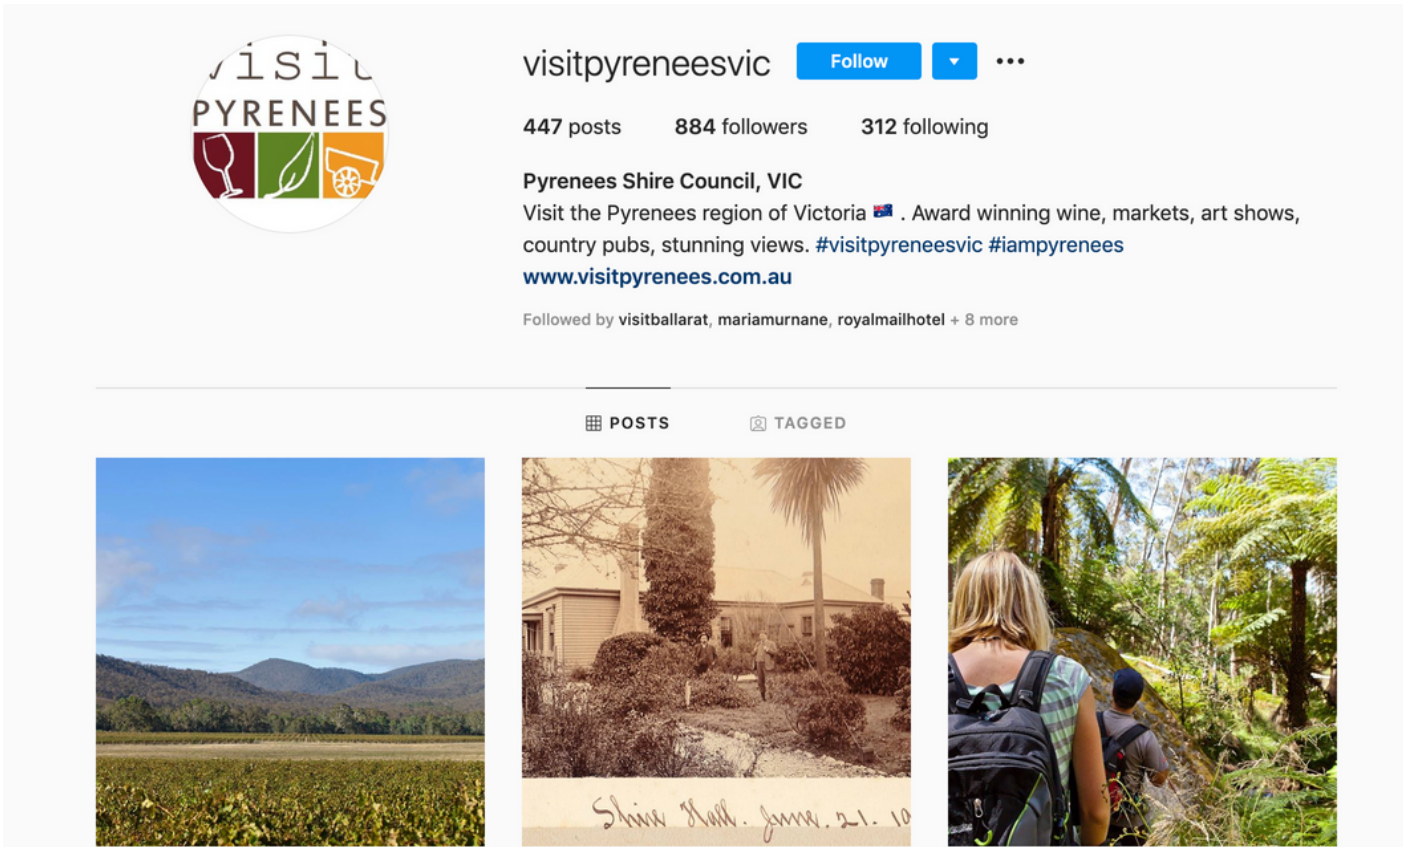 visit
PYRENEES
visitpyreneesvic Follow
447 posts 884 followers 312 following
Pyrenees Shire Council, VIC
Visit the Pyrenees region of Victoria 🇦🇺 . Award winning wine, markets, art shows,
country pubs, stunning views. #visitpyreneesvic #iampyrenees
www.visitpyrenees.com.au
Followed by visitballarat, mariamurnane, royalmailhotel + 8 more
POSTS TAGGED
Shire Hall. June. 21. 19